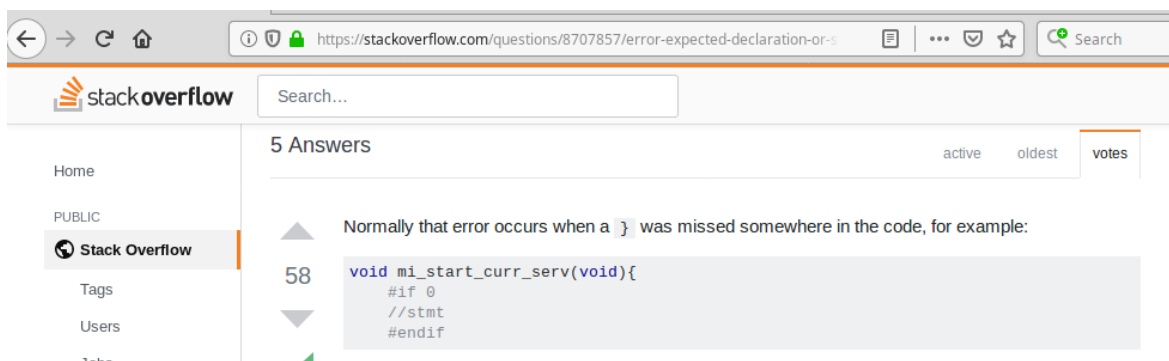 https://stackoverflow.com/questions/8707857/error-expected-declaration-or-s
Search
stackoverflow
Search...
5 Answers
active oldest votes
Home
PUBLIC
Stack Overflow
Tags
Users
Normally that error occurs when a } was missed somewhere in the code, for example:
58
void mi_start_curr_serv(void){
#if 0
//stmt
#endif